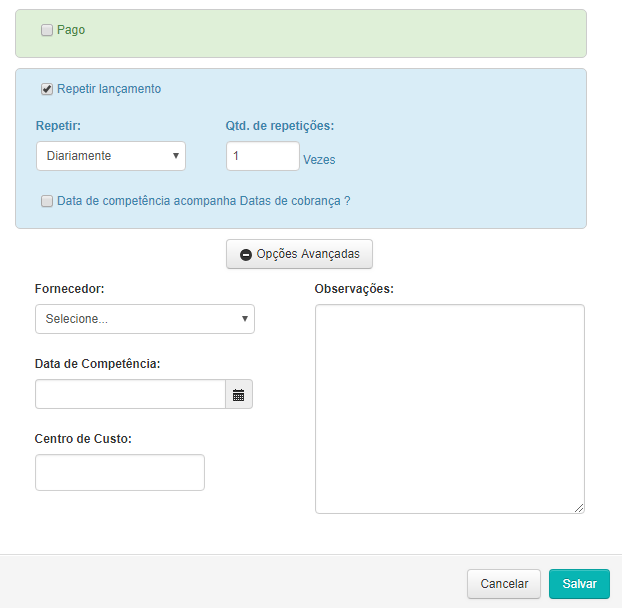 Pago
Repetir lançamento
Repetir: Qtd. de repetições:
Diariamente 1 Vezes
Data de competência acompanha Datas de cobrança ?
Opções Avançadas
Fornecedor: Observações:
Selecione...
Data de Competência:
Centro de Custo:
Cancelar Salvar